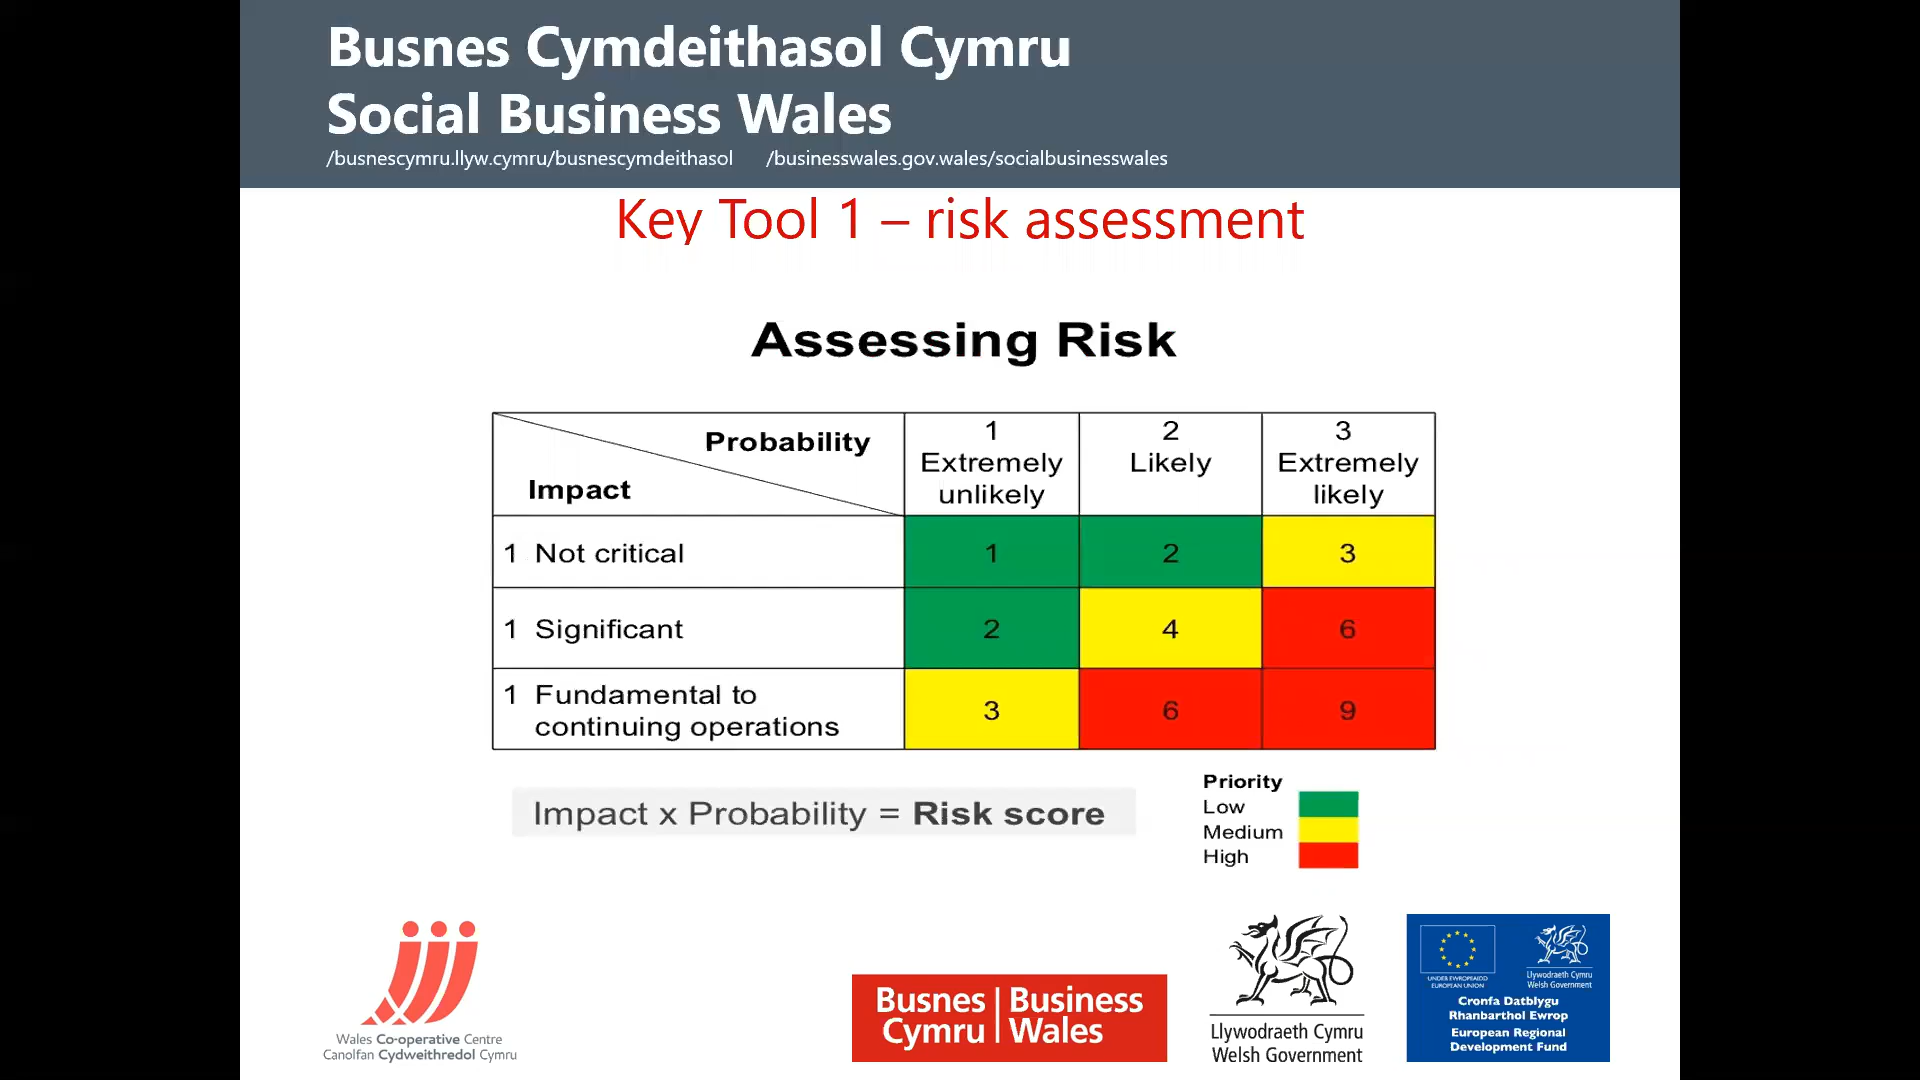 Busnes Cymdeithasol Cymru
Social Business Wales
/busnescymru.llyw.cymru/busnescymdeithasol /businesswales.gov.wales/socialbusinesswales
Key Tool 1 – risk assessment
Assessing Risk
Probability
Impact
1 Extremely unlikely
2 Likely
3 Extremely likely
1 Not critical 1 2 3
1 Significant 2 4 6
1 Fundamental to continuing operations 3 6 9
Impact x Probability = Risk score
Priority
Low
Medium
High
Wales Co-operative Centre
Canolfan Cydweithredol Cymru
Busnes Cymru
Business Wales
Llywodraeth Cymru
Welsh Government
UNDEB EWROPEAIDD
EUROPEAN UNION
Llywodraeth Cymru
Welsh Government
Cronfa Datblygu
Rhanbarthol Ewrop
European Regional
Development Fund